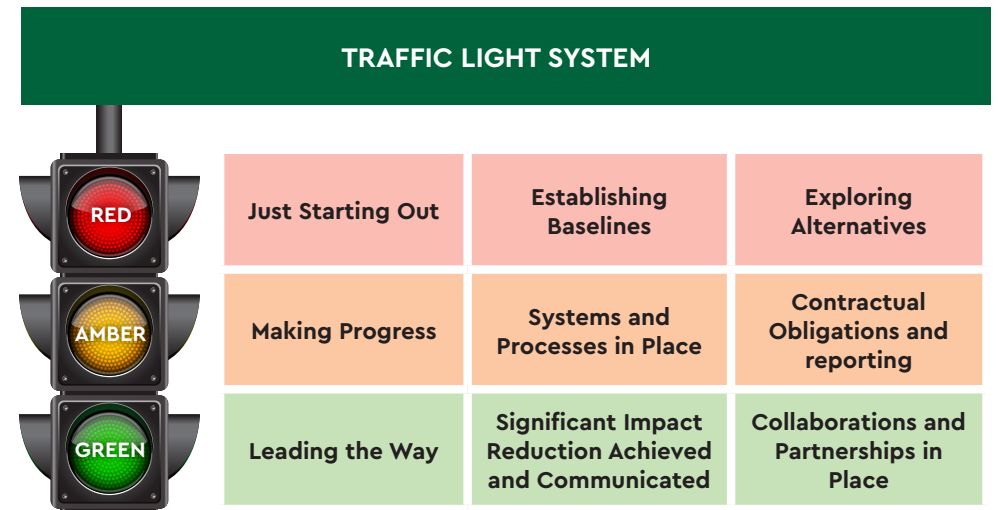 TRAFFIC LIGHT SYSTEM
RED
Just Starting Out
Establishing
Baselines
Exploring
Alternatives
AMBER
Making Progress
Systems and
Processes in Place
Contractual
Obligations and
reporting
GREEN
Leading the Way
Significant Impact
Reduction Achieved
and Communicated
Collaborations and
Partnerships in
Place